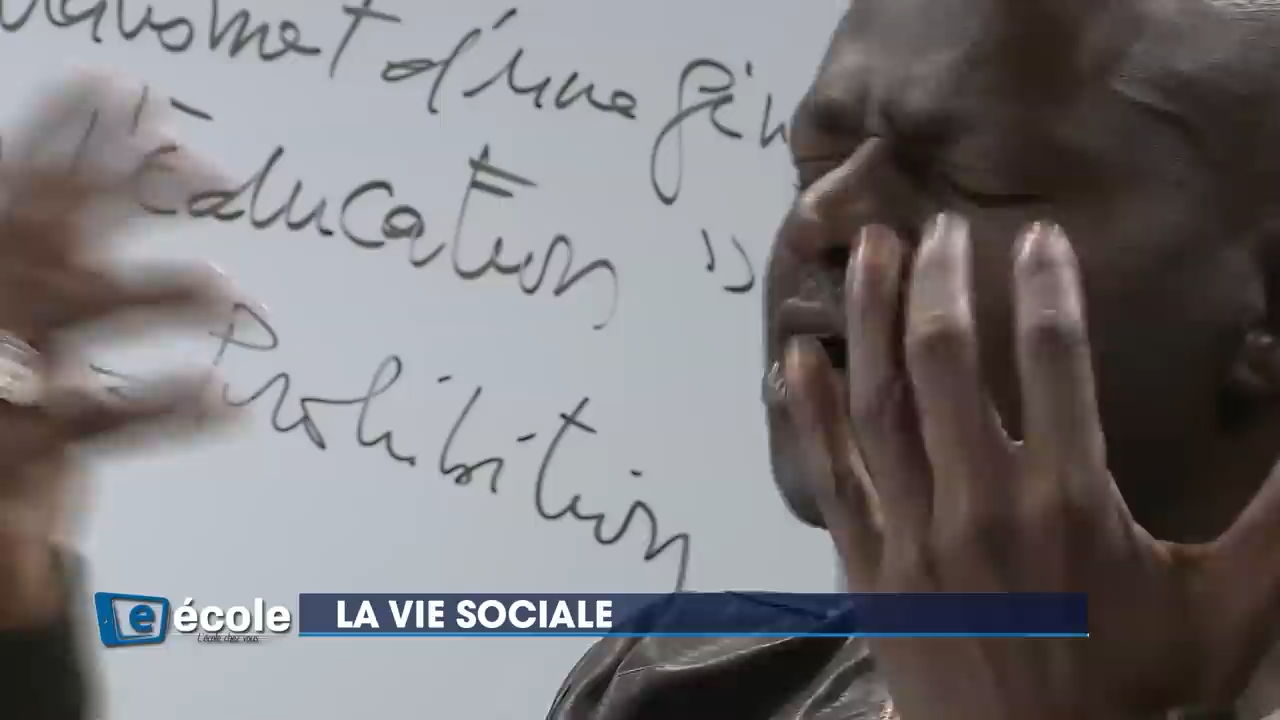 d'une
l'éducation »
Prohibition
e école
L'école chez vous...
LA VIE SOCIALE